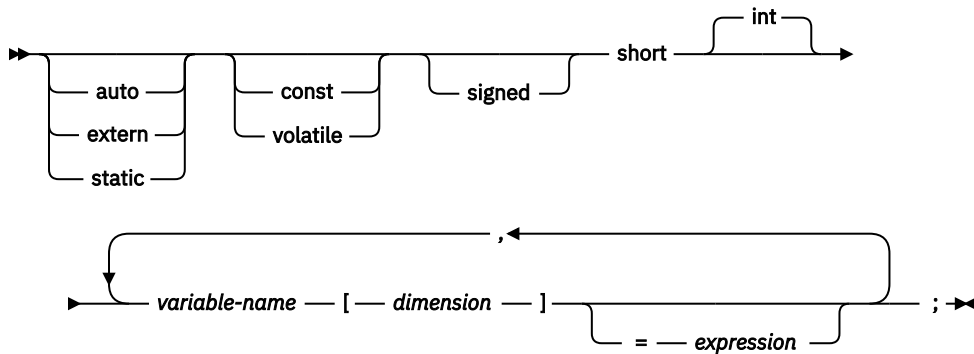 int
short
auto const signed
extern volatile
static
,
variable-name [ dimension ] ;
= expression